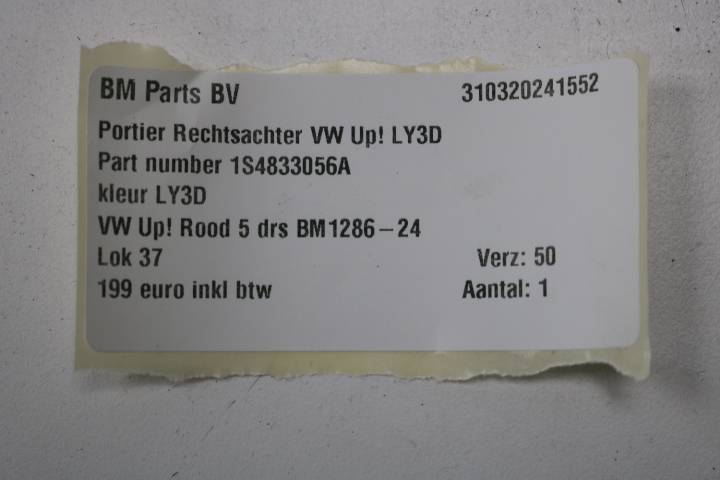 BM Parts BV 310320241552
Portier Rechtsachter VW Up! LY3D
Part number 1S4833056A
kleur LY3D
VW Up! Rood 5 drs BM1286-24
Lok 37 Verz: 50
199 euro inkl btw Aantal: 1